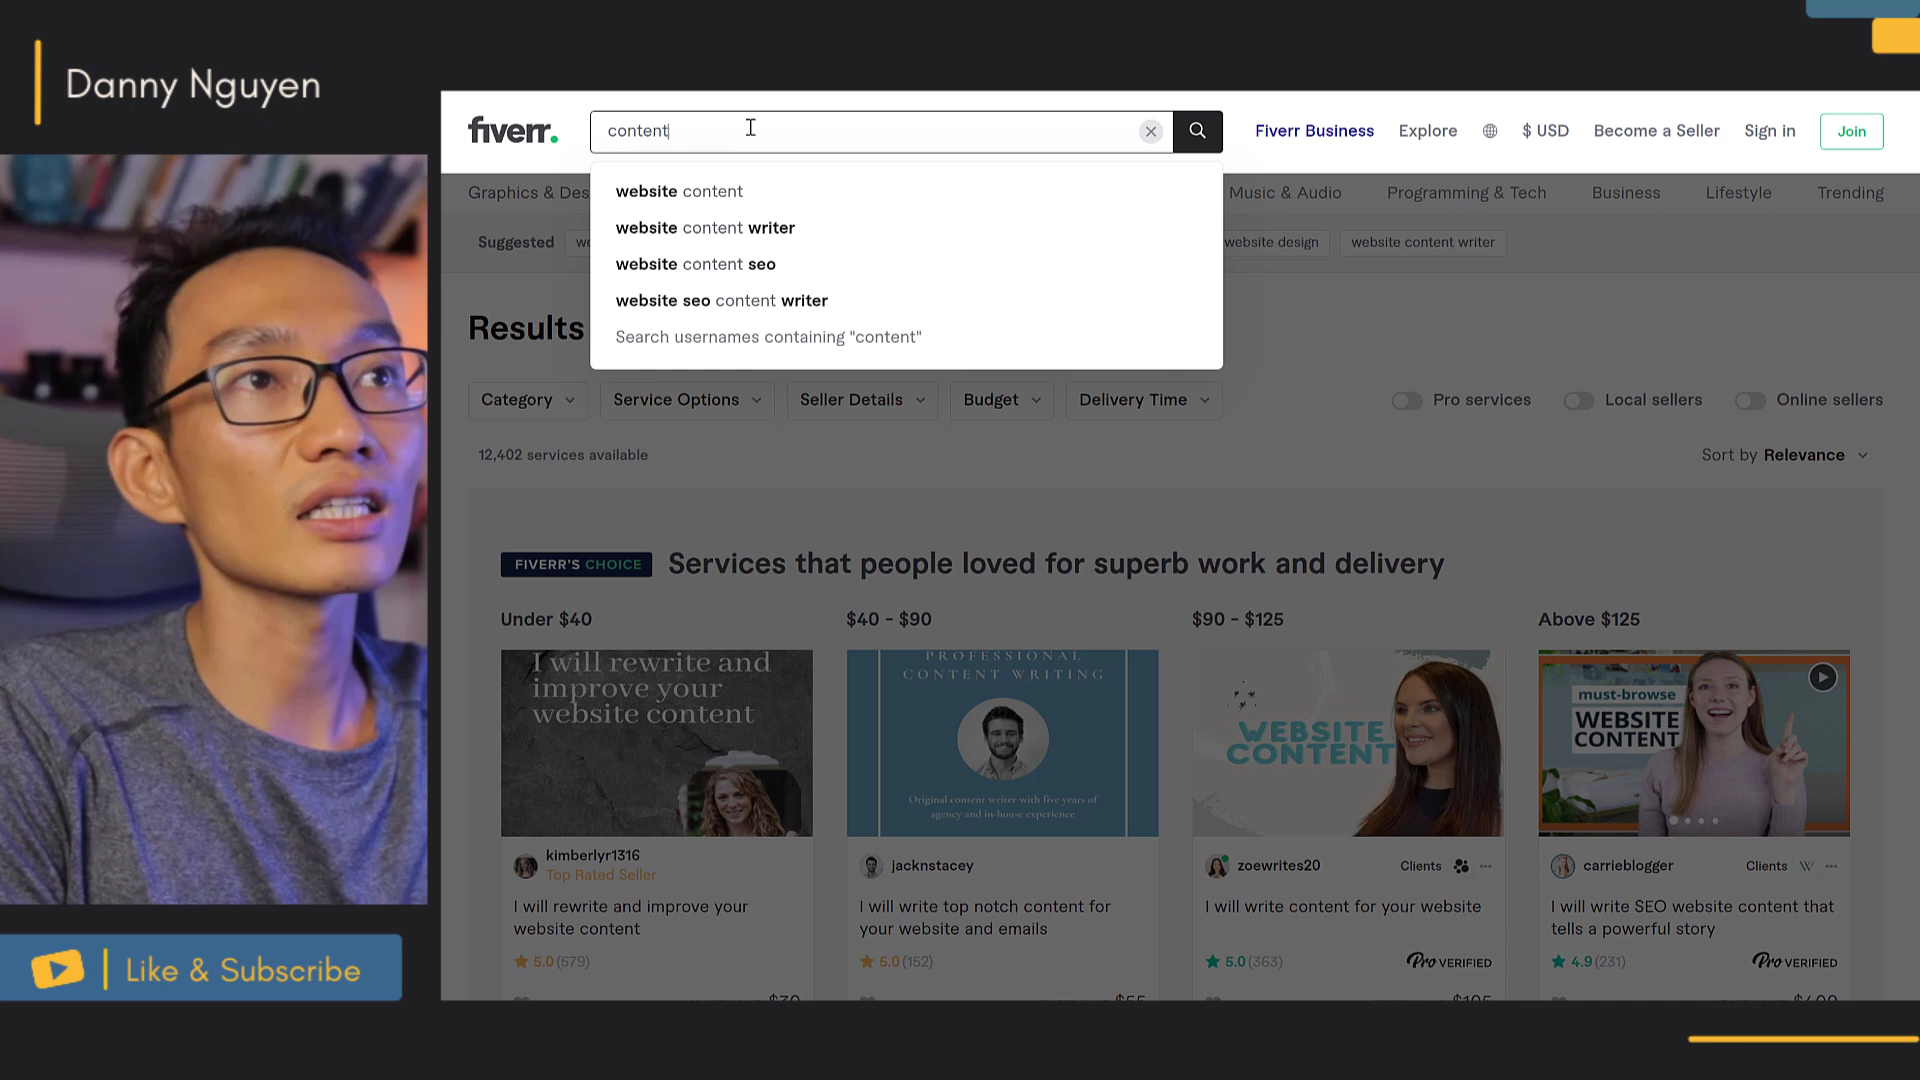 Danny Nguyen
fiverr.
content
Fiverr Business
Explore
$ USD
Become a Seller
Sign in
Join
Graphics & Des
Music & Audio
Programming & Tech
Business
Lifestyle
Trending
Suggested
website design
website content writer
website content
website content writer
website content seo
website seo content writer
Search usernames containing "content"
Results
Category
Service Options
Seller Details
Budget
Delivery Time
Pro services
Local sellers
Online sellers
12,402 services available
Sort by Relevance
FIVERR'S CHOICE
Services that people loved for superb work and delivery
Under $40
$40 - $90
$90 - $125
Above $125
I will rewrite and
improve your
website content
PROFESSIONAL
CONTENT WRITING
Original content writer with five years of
agency and in-house experience
WEBSITE
CONTENT
must-browse
WEBSITE
CONTENT
kimberlyr1316
Top Rated Seller
I will rewrite and improve your
website content
5.0 (579)
jacknstacey
I will write top notch content for
your website and emails
5.0 (152)
zoewrites20
Clients
I will write content for your website
5.0 (363)
Pro VERIFIED
carrieblogger
Clients
I will write SEO website content that
tells a powerful story
4.9 (231)
Pro VERIFIED
Like & Subscribe